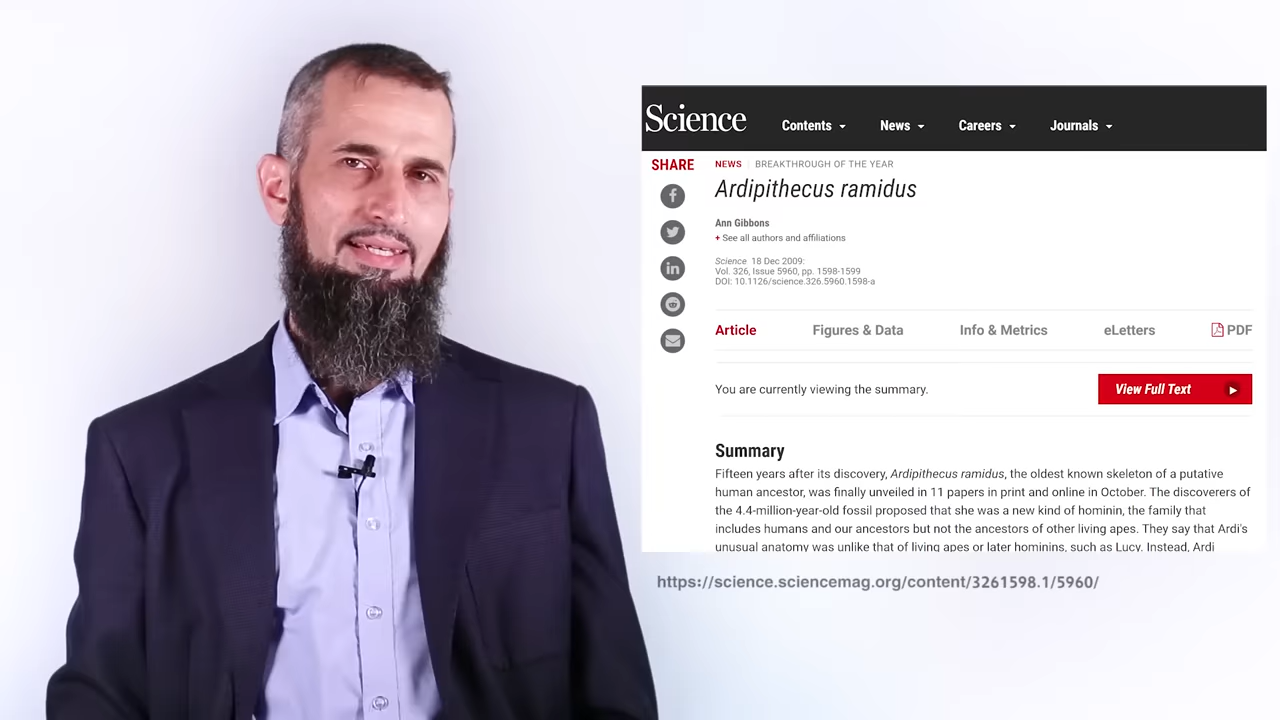 Science
Contents
News
Careers
Journals
SHARE
NEWS | BREAKTHROUGH OF THE YEAR
Ardipithecus ramidus
Ann Gibbons
+ See all authors and affiliations
Science 18 Dec 2009:
Vol. 326, Issue 5960, pp. 1598-1599
DOI: 10.1126/science.326.5960.1598-a
Article
Figures & Data
Info & Metrics
eLetters
PDF
You are currently viewing the summary.
View Full Text
Summary
Fifteen years after its discovery, Ardipithecus ramidus, the oldest known skeleton of a putative
human ancestor, was finally unveiled in 11 papers in print and online in October. The discoverers of
the 4.4-million-year-old fossil proposed that she was a new kind of hominin, the family that
includes humans and our ancestors but not the ancestors of other living apes. They say that Ardi's
unusual anatomy was unlike that of living apes or later hominins, such as Lucy. Instead, Ardi
https://science.sciencemag.org/content/3261598.1/5960/